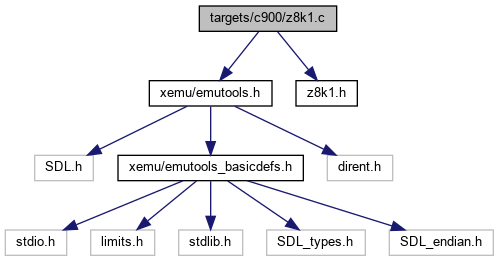 targets/c900/z8k1.c
xemu/emutools.h
z8k1.h
SDL.h
xemu/emutools_basicdefs.h
dirent.h
stdio.h
limits.h
stdlib.h
SDL_types.h
SDL_endian.h